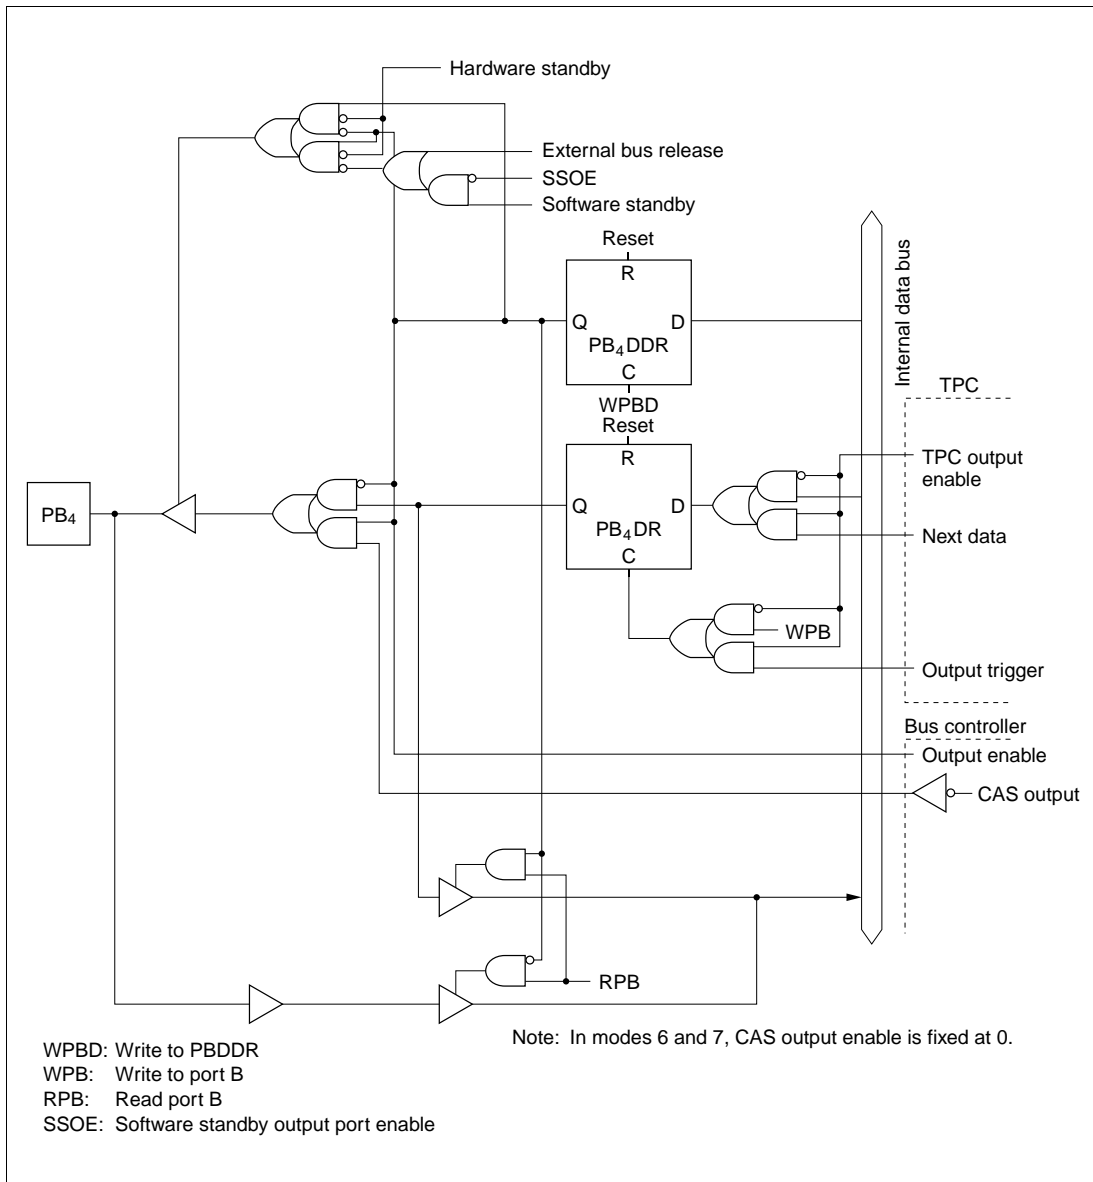 Hardware standby
External bus release
SSOE
Software standby
Reset
R
Q D
PB4DDR
C
WPBD
Internal data bus
TPC
Reset
R
TPC output
enable
PB4
Q D
PB4DR
C
Next data
WPB
Output trigger
Bus controller
Output enable
CAS output
RPB
Note: In modes 6 and 7, CAS output enable is fixed at 0.
WPBD: Write to PBDDR
WPB: Write to port B
RPB: Read port B
SSOE: Software standby output port enable